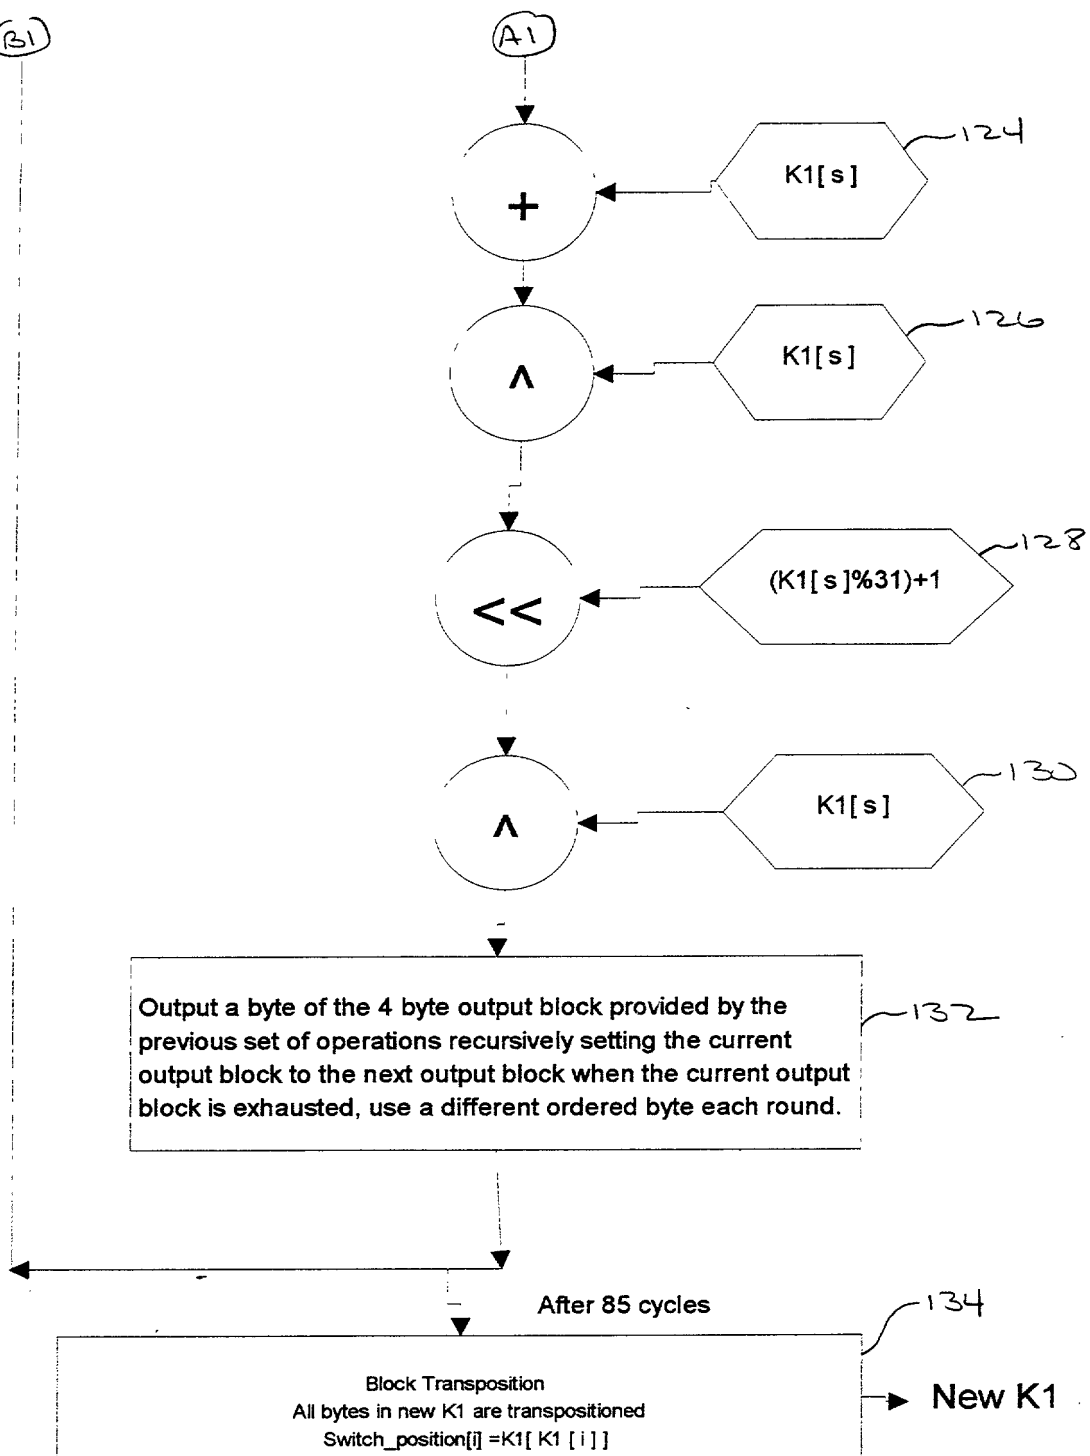 B1
A1
+
K1[s]
124
^
K1[s]
126
<<
(K1[s]%31)+1
128
^
K1[s]
130
Output a byte of the 4 byte output block provided by the
previous set of operations recursively setting the current
output block to the next output block when the current output
block is exhausted, use a different ordered byte each round.
132
After 85 cycles
134
Block Transposition
All bytes in new K1 are transpositioned
Switch_position[i] =K1[ K1 [ i ] ]
New K1